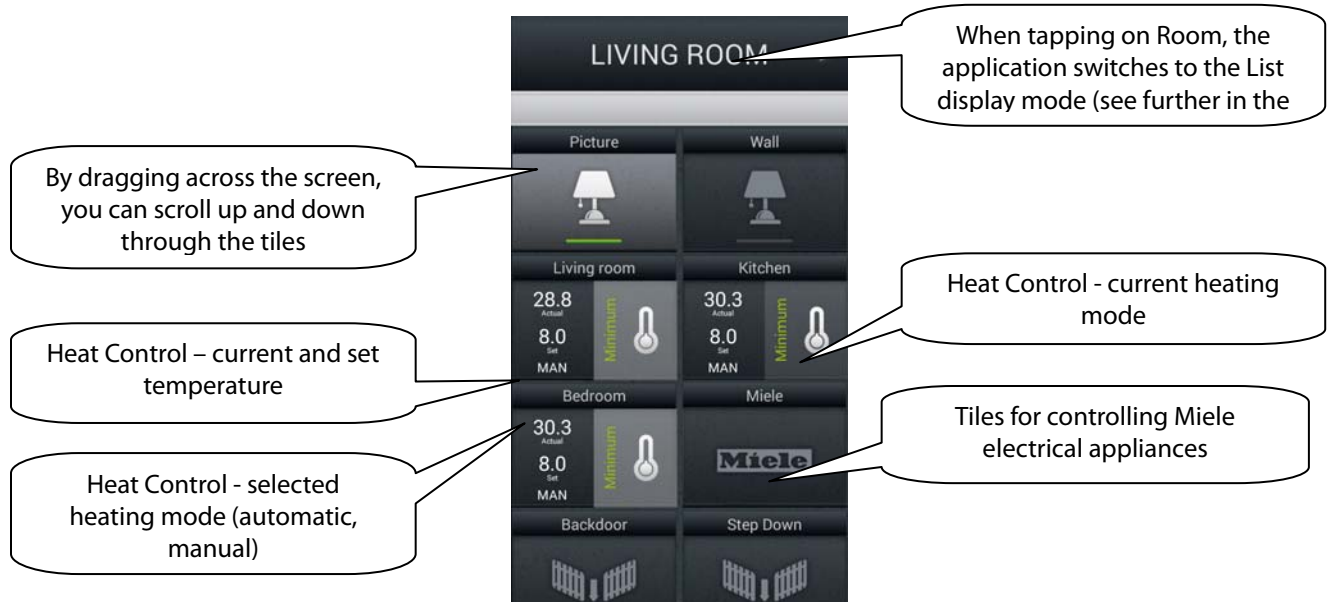 LIVING ROOM
When tapping on Room, the
application switches to the List
display mode (see further in the
By dragging across the screen,
you can scroll up and down
through the tiles
Picture
Wall
Living room
Kitchen
28.8
Actual
8.0
Set
MAN
Minimum
30.3
Actual
8.0
Set
MAN
Minimum
Heat Control - current heating
mode
Heat Control – current and set
temperature
Bedroom
Miele
30.3
Actual
8.0
Set
MAN
Minimum
Miele
Tiles for controlling Miele
electrical appliances
Heat Control - selected
heating mode (automatic,
manual)
Backdoor
Step Down